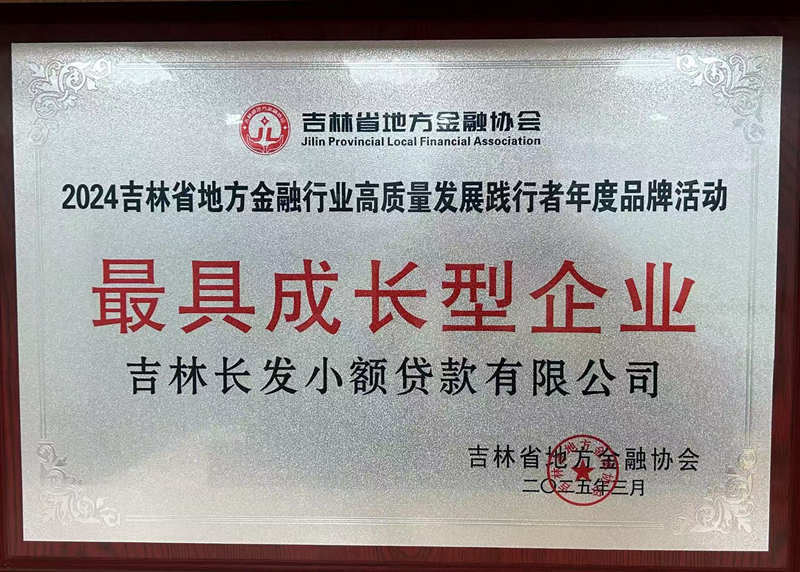 吉林省地方金融协会
Jilin Provincial Local Financial Association
2024吉林省地方金融行业高质量发展践行者年度品牌活动
最具成长型企业
吉林长发小额贷款有限公司
吉林省地方金融协会
二〇二五年三月